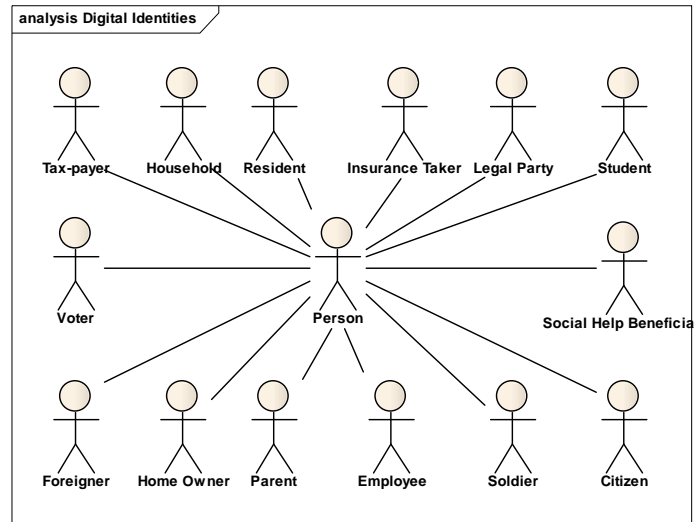 analysis Digital Identities
Tax-payer Household Resident Insurance Taker Legal Party Student
Voter Person Social Help Beneficia
Foreigner Home Owner Parent Employee Soldier Citizen